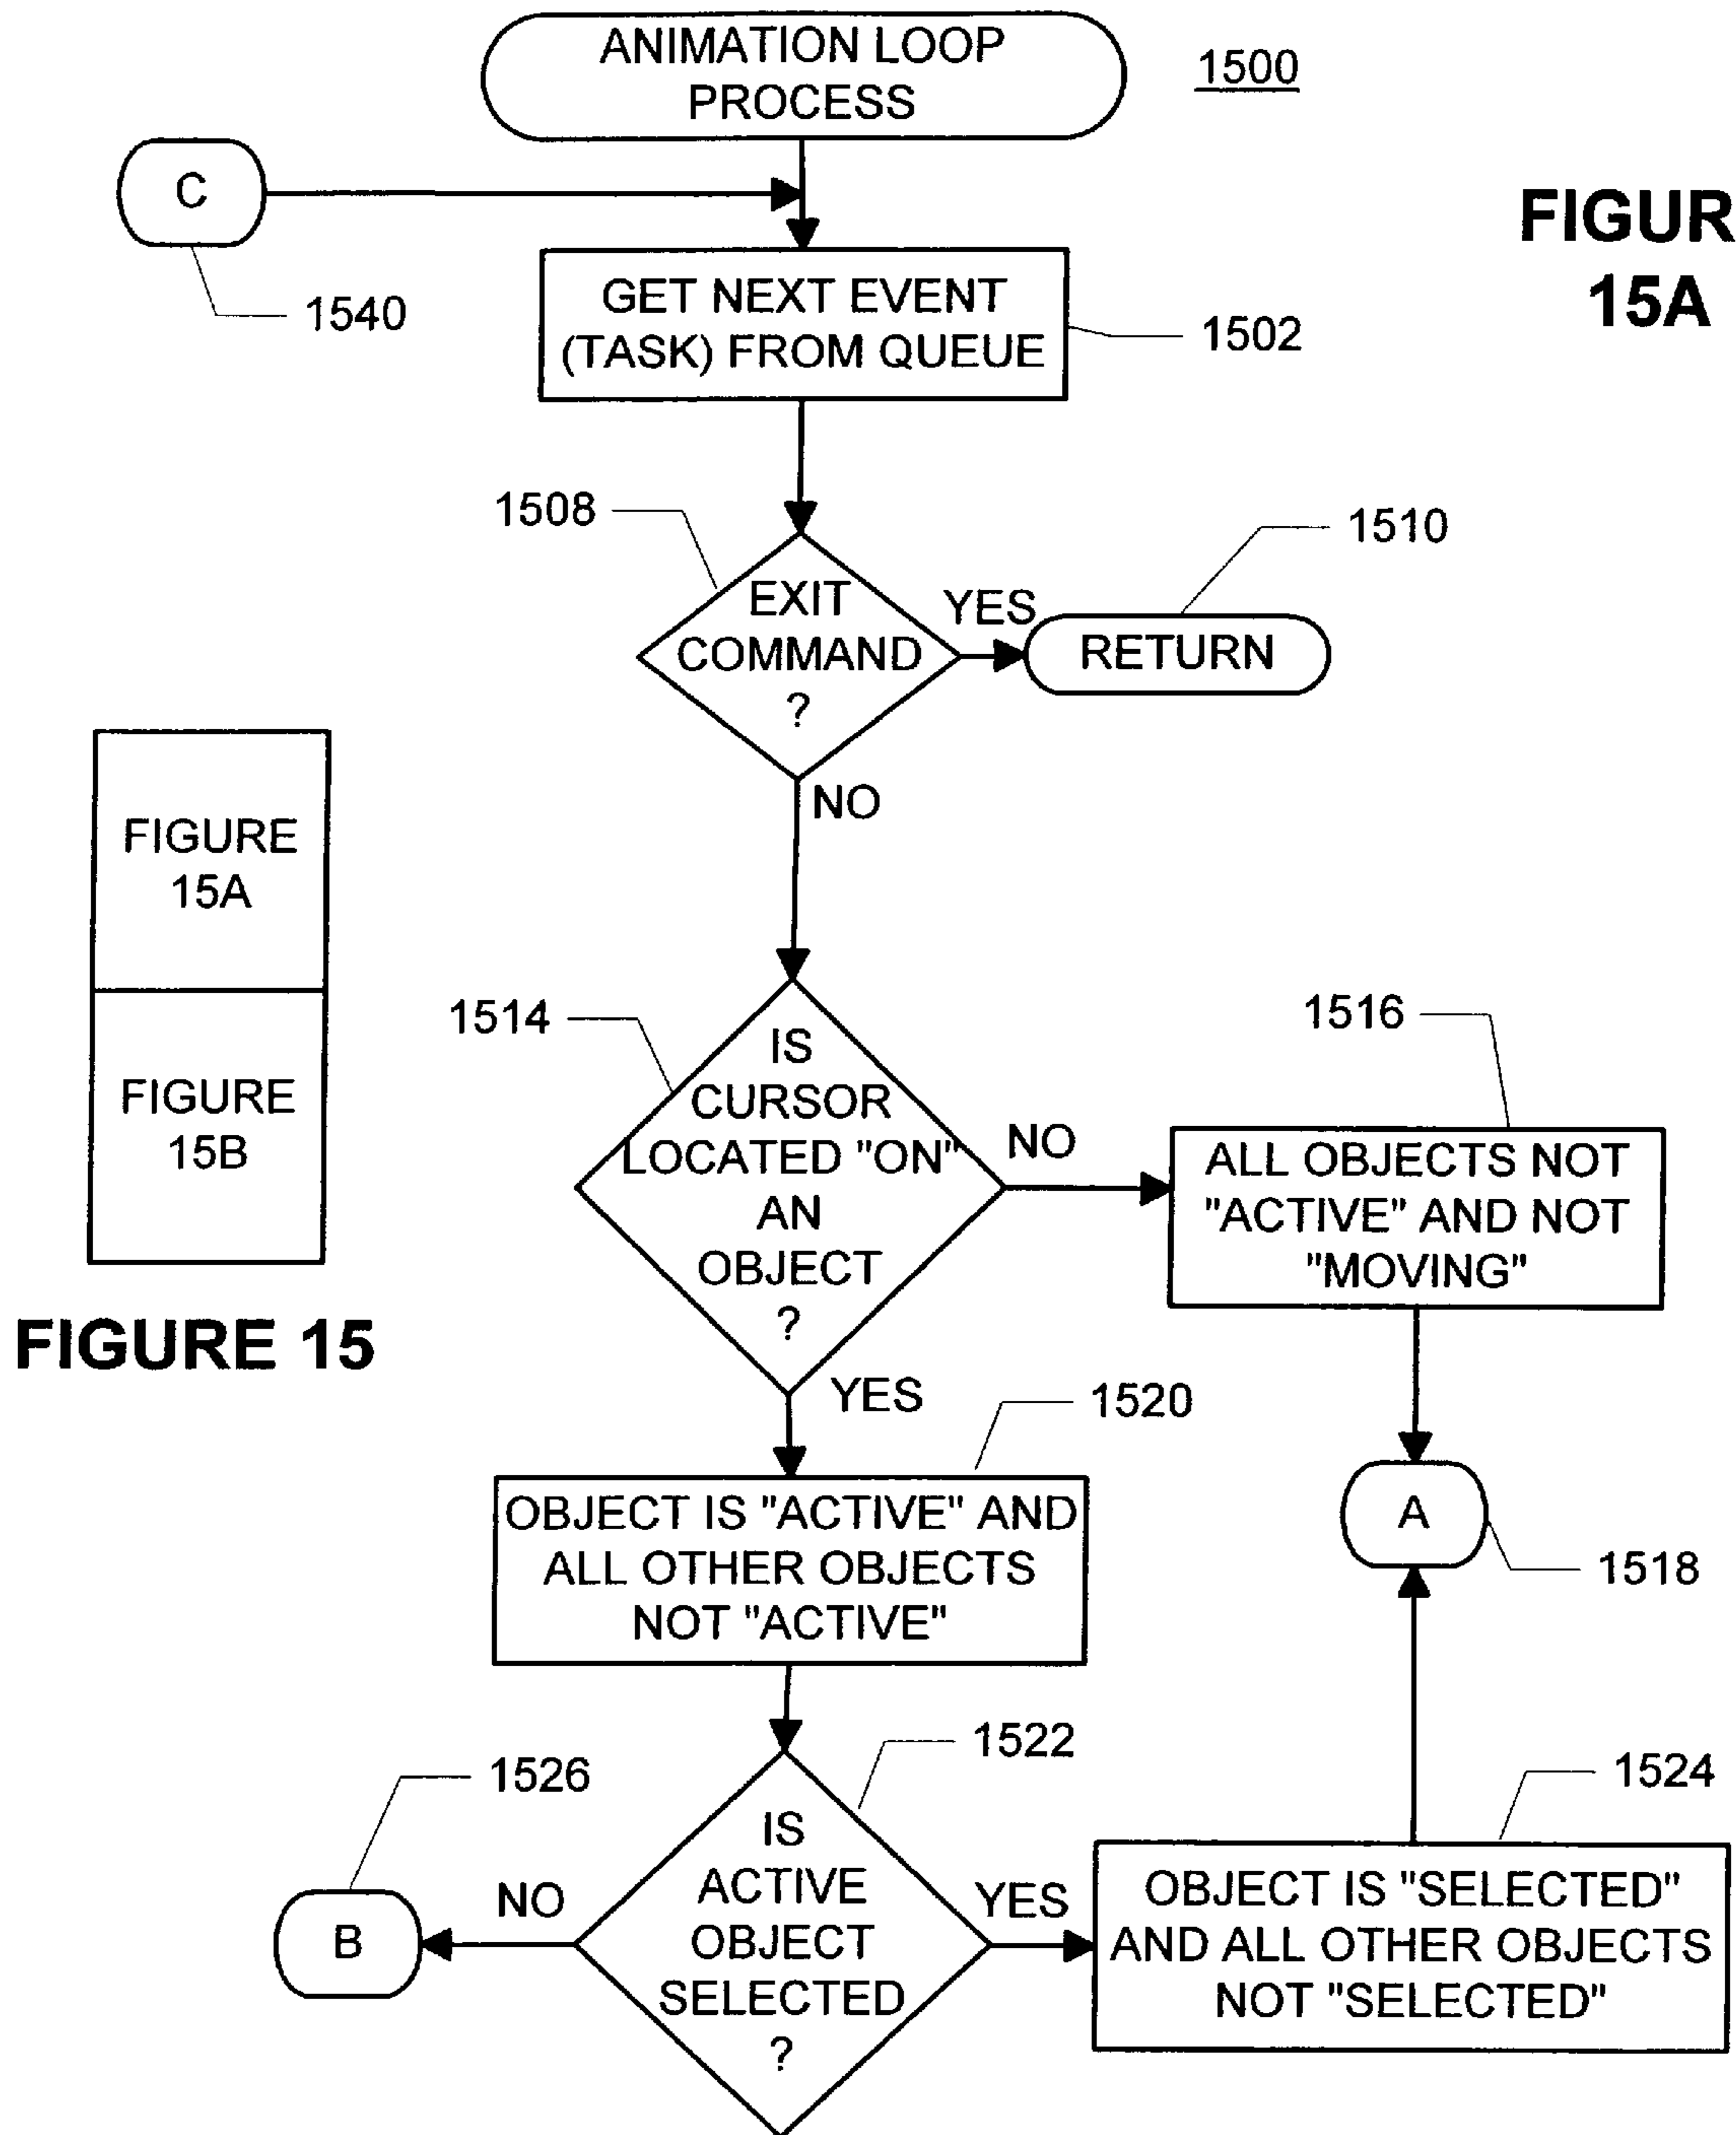 ANIMATION LOOP
PROCESS
1500
C
1540
FIGUR
15A
GET NEXT EVENT
(TASK) FROM QUEUE
1502
1508
EXIT
COMMAND
?
YES
1510
RETURN
NO
FIGURE
15A
FIGURE
15B
FIGURE 15
1514
IS
CURSOR
LOCATED "ON"
AN
OBJECT
?
NO
1516
ALL OBJECTS NOT
"ACTIVE" AND NOT
"MOVING"
YES
1520
OBJECT IS "ACTIVE" AND
ALL OTHER OBJECTS
NOT "ACTIVE"
A
1518
1522
IS
ACTIVE
OBJECT
SELECTED
?
1526
NO
B
YES
1524
OBJECT IS "SELECTED"
AND ALL OTHER OBJECTS
NOT "SELECTED"